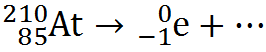 ²¹⁰₈₅At → ⁰₋₁e + ⋯